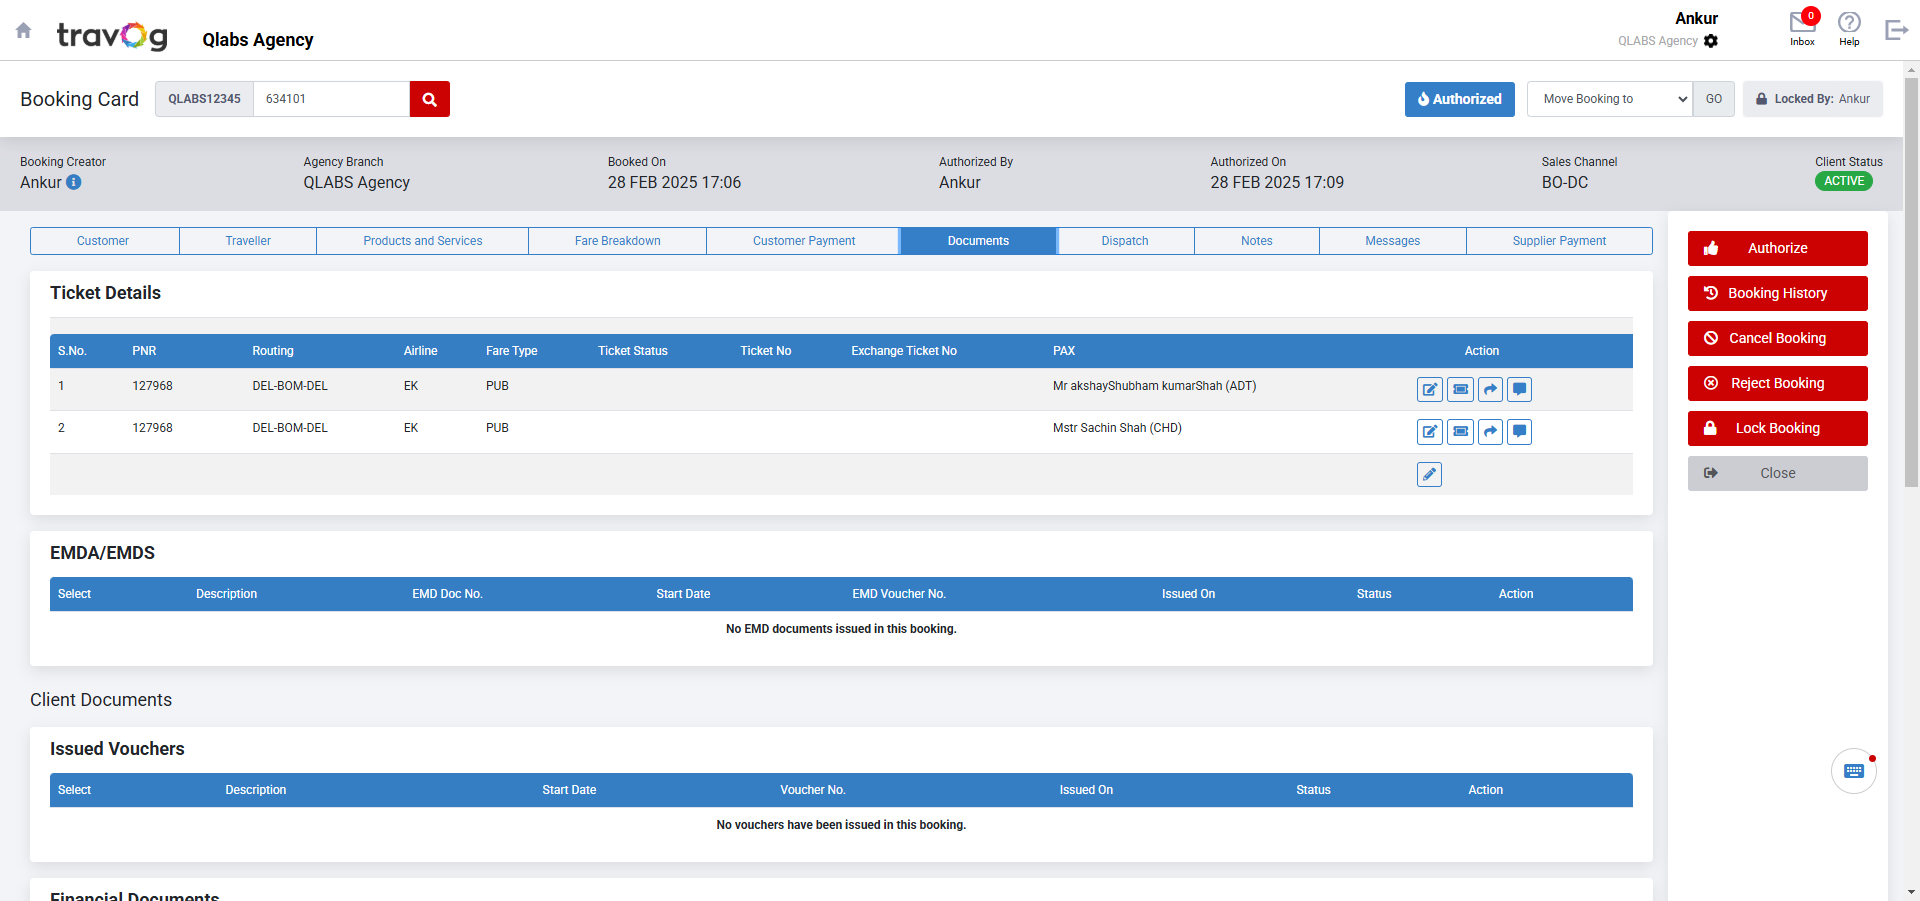 travog
Qlabs Agency
Ankur
QLABS Agency
0
Inbox
Help
Booking Card
QLABS12345
634101
Authorized
Move Booking to
GO
Locked By: Ankur
Booking Creator
Ankur
Agency Branch
QLABS Agency
Booked On
28 FEB 2025 17:06
Authorized By
Ankur
Authorized On
28 FEB 2025 17:09
Sales Channel
BO-DC
Client Status
ACTIVE
Customer
Traveller
Products and Services
Fare Breakdown
Customer Payment
Documents
Dispatch
Notes
Messages
Supplier Payment
Authorize
Booking History
Cancel Booking
Reject Booking
Lock Booking
Close
Ticket Details
S.No. PNR Routing Airline Fare Type Ticket Status Ticket No Exchange Ticket No PAX Action
1 127968 DEL-BOM-DEL EK PUB Mr akshayShubham kumarShah (ADT)
2 127968 DEL-BOM-DEL EK PUB Mstr Sachin Shah (CHD)
EMDA/EMDS
Select Description EMD Doc No. Start Date EMD Voucher No. Issued On Status Action
No EMD documents issued in this booking.
Client Documents
Issued Vouchers
Select Description Start Date Voucher No. Issued On Status Action
No vouchers have been issued in this booking.
Financial Documents